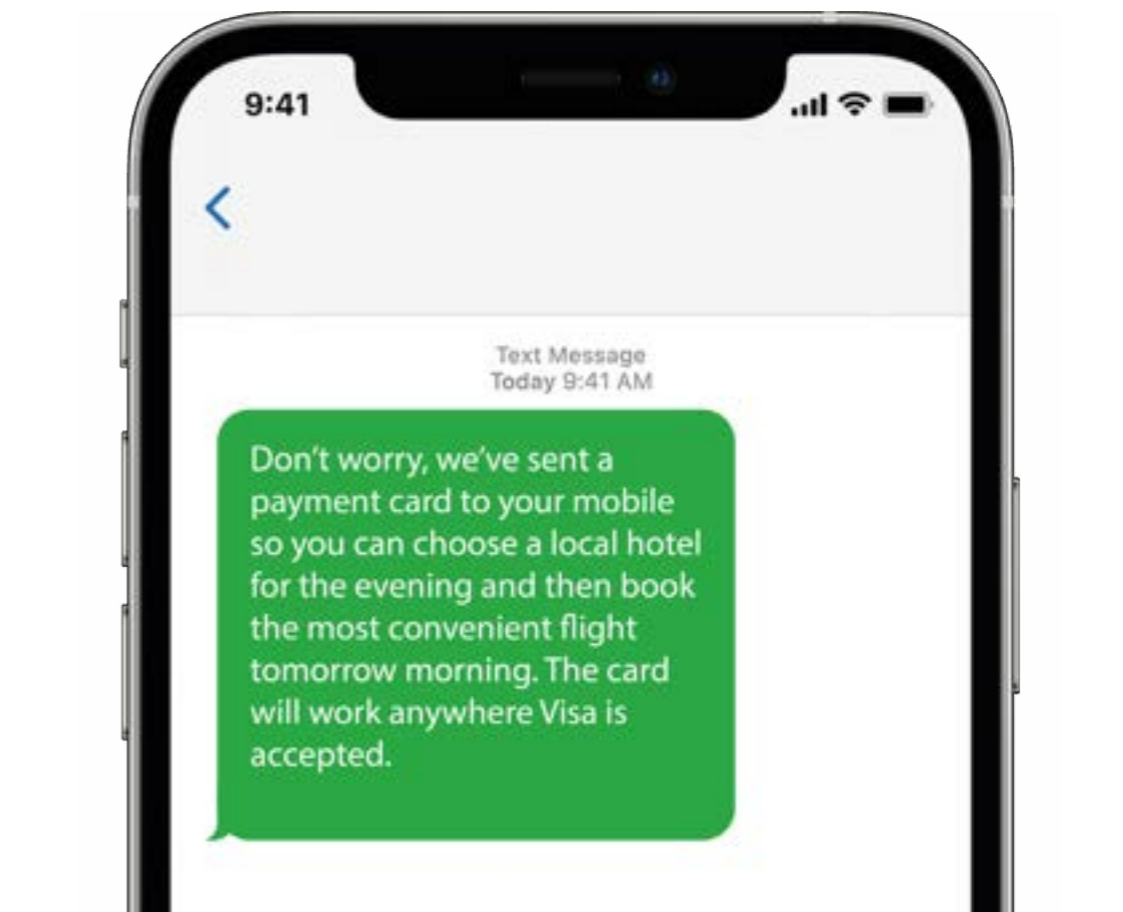 9:41
Text Message
Today 9:41 AM
Don't worry, we've sent a
payment card to your mobile
so you can choose a local hotel
for the evening and then book
the most convenient flight
tomorrow morning. The card
will work anywhere Visa is
accepted.